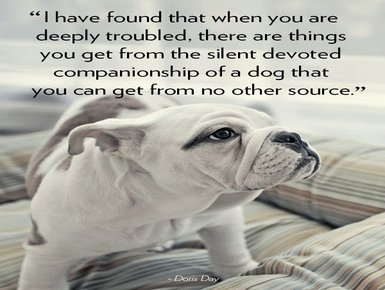 “I have found that when you are
deeply troubled, there are things
you get from the silent devoted
companionship of a dog that
you can get from no other source.”
- Doris Day